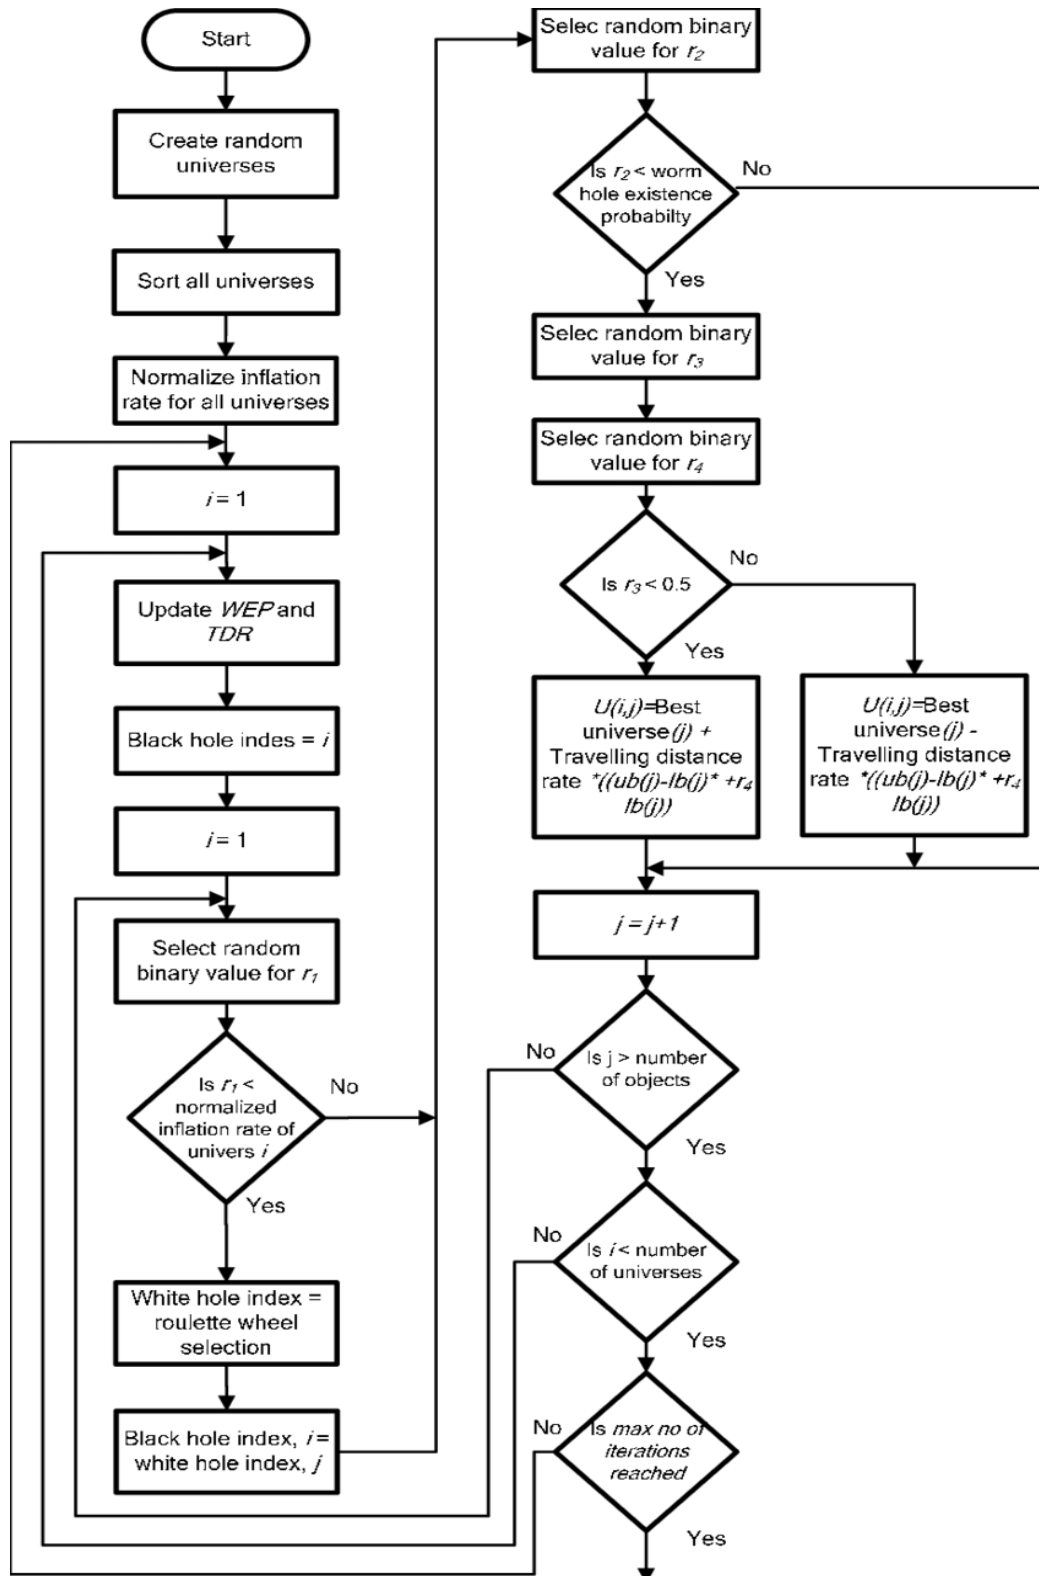 Start
Create random
universes
Sort all universes
Normalize inflation
rate for all universes
i = 1
Update WEP and
TDR
Black hole indes = i
i = 1
Select random
binary value for r1
Is r1 <
normalized
inflation rate of
univers i
No
Yes
White hole index =
roulette wheel
selection
Black hole index, i =
white hole index, j
Selec random binary
value for r2
Is r2 < worm
hole existence
probabilty
No
Yes
Selec random binary
value for r3
Selec random binary
value for r4
Is r3 < 0.5
No
Yes
U(i,j)=Best
universe(j) +
Travelling distance
rate *((ub(j)-lb(j)* +r4
lb(j))
U(i,j)=Best
universe(j) -
Travelling distance
rate *((ub(j)-lb(j)* +r4
lb(j))
j = j+1
Is j > number
of objects
No
Yes
Is i < number
of universes
No
Yes
Is max no of
iterations
reached
No
Yes